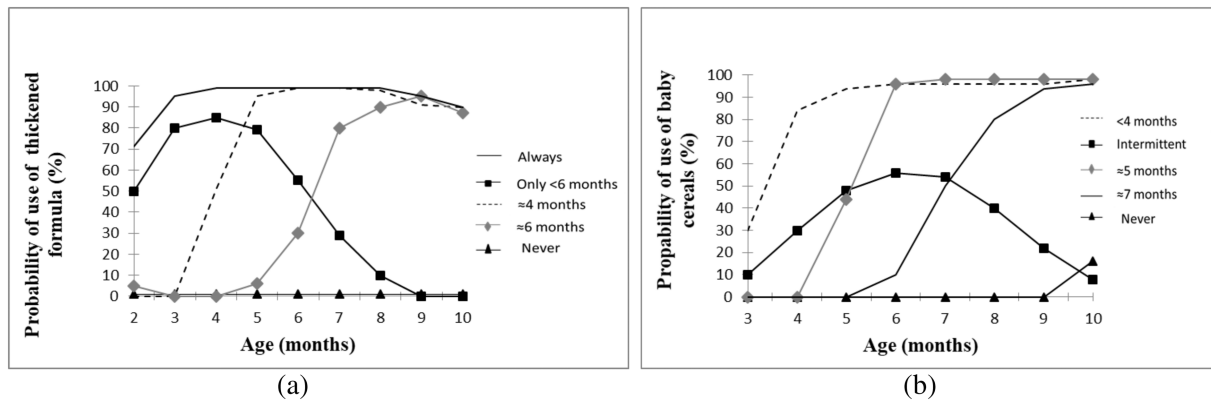 Probability of use of thickened
formula (%)
100
90
80
70
60
50
40
30
20
10
0
2 3 4 5 6 7 8 9 10
Age (months)
Always
Only <6 months
≈4 months
≈6 months
Never
(a)
Propability of use of baby
cereals (%)
100
90
80
70
60
50
40
30
20
10
0
3 4 5 6 7 8 9 10
Age (months)
<4 months
Intermittent
≈5 months
≈7 months
Never
(b)